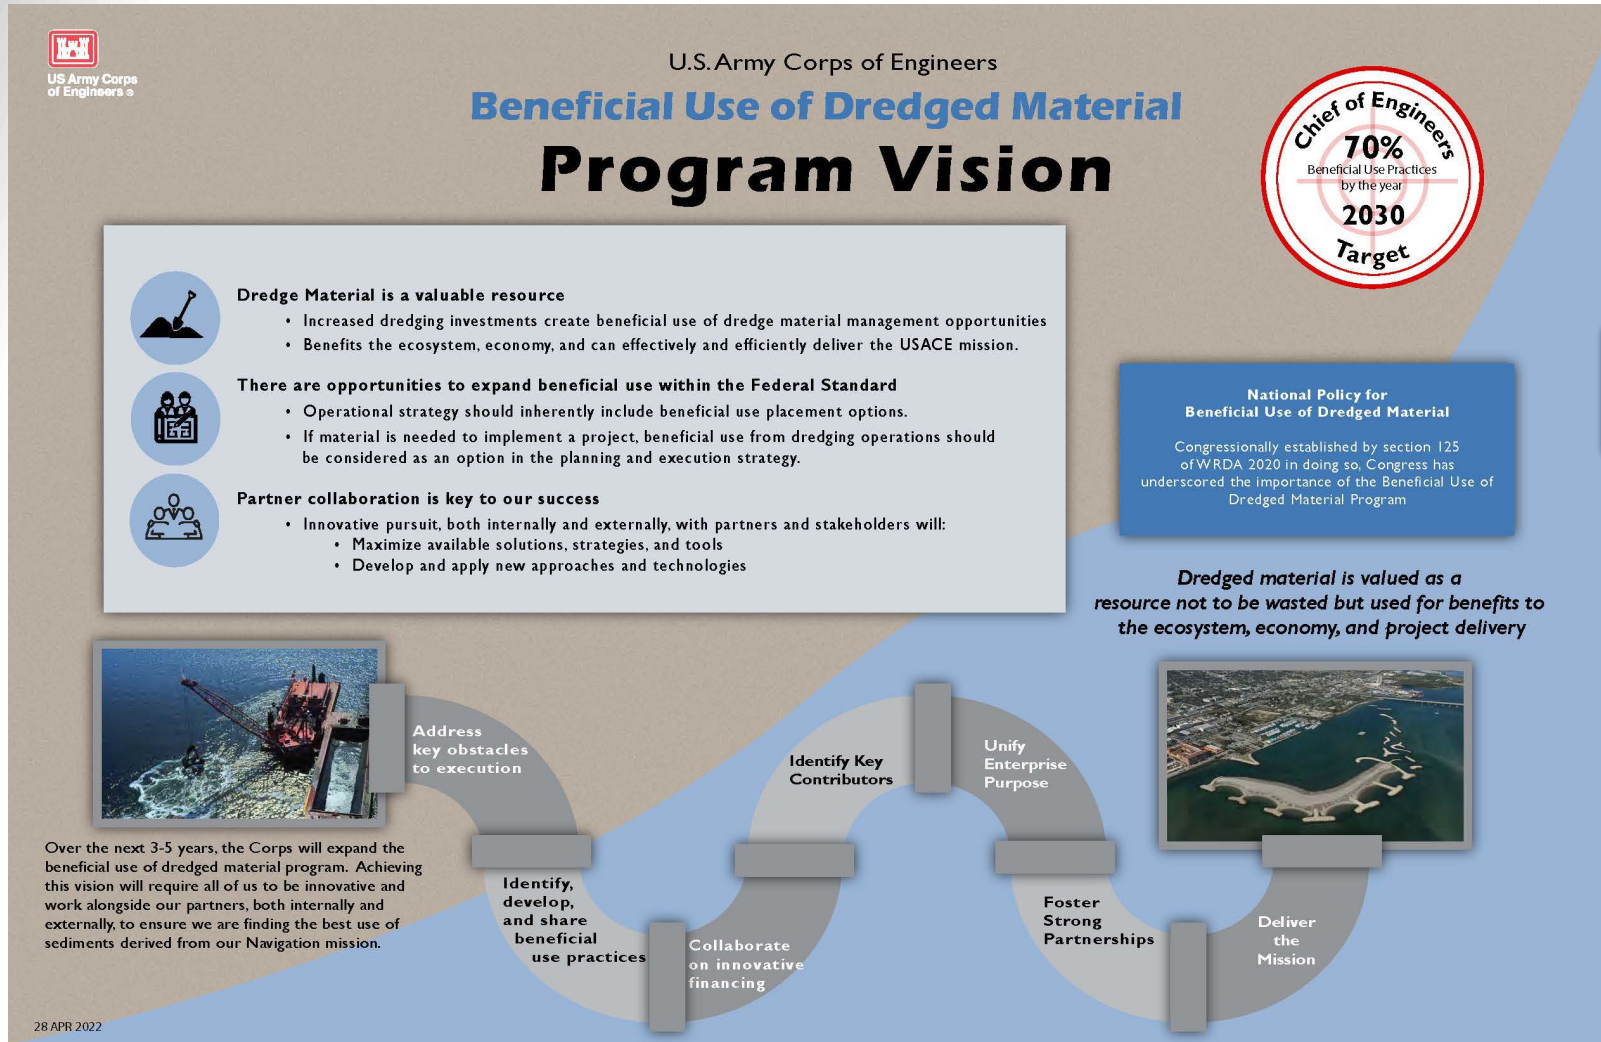 US Army Corps
of Engineers ®
U.S. Army Corps of Engineers
Beneficial Use of Dredged Material
Program Vision
Chief of Engineers
70%
Beneficial Use Practices
by the year
2030
Target
Dredge Material is a valuable resource
• Increased dredging investments create beneficial use of dredge material management opportunities
• Benefits the ecosystem, economy, and can effectively and efficiently deliver the USACE mission.
There are opportunities to expand beneficial use within the Federal Standard
• Operational strategy should inherently include beneficial use placement options.
• If material is needed to implement a project, beneficial use from dredging operations should
be considered as an option in the planning and execution strategy.
Partner collaboration is key to our success
• Innovative pursuit, both internally and externally, with partners and stakeholders will:
• Maximize available solutions, strategies, and tools
• Develop and apply new approaches and technologies
National Policy for
Beneficial Use of Dredged Material
Congressionally established by section 125
of WRDA 2020 in doing so, Congress has
underscored the importance of the Beneficial Use of
Dredged Material Program
Dredged material is valued as a
resource not to be wasted but used for benefits to
the ecosystem, economy, and project delivery
Address
key obstacles
to execution
Identify,
develop,
and share
beneficial
use practices
Collaborate
on innovative
financing
Identify Key
Contributors
Unify
Enterprise
Purpose
Foster
Strong
Partnerships
Deliver
the
Mission
Over the next 3-5 years, the Corps will expand the
beneficial use of dredged material program. Achieving
this vision will require all of us to be innovative and
work alongside our partners, both internally and
externally, to ensure we are finding the best use of
sediments derived from our Navigation mission.
28 APR 2022